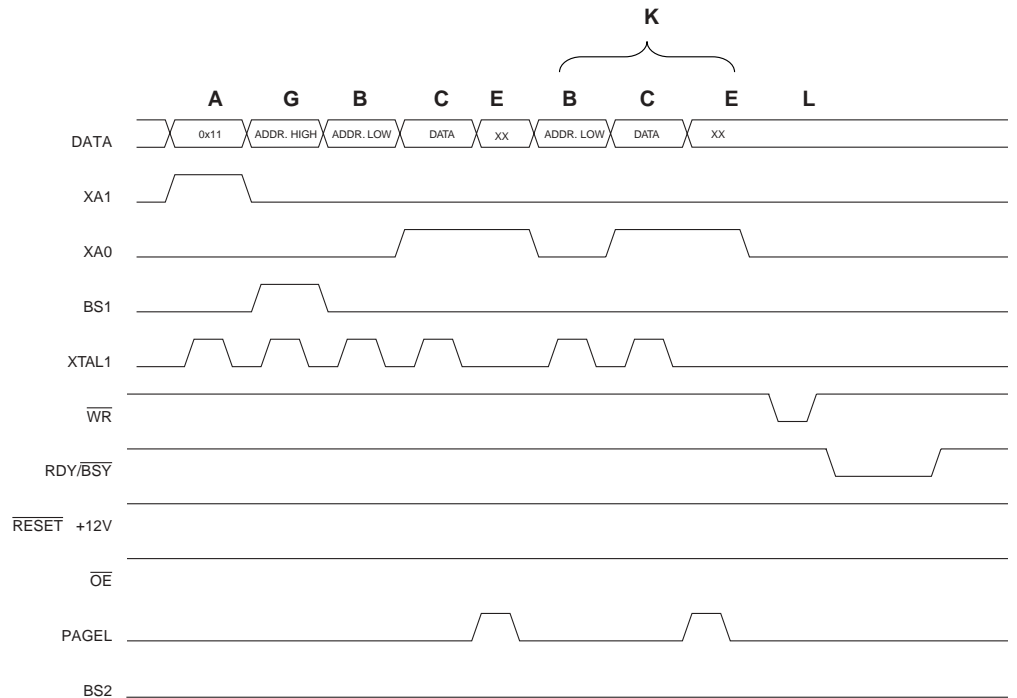 K
A G B C E B C E L
DATA 0x11 ADDR. HIGH ADDR. LOW DATA XX ADDR. LOW DATA XX
XA1
XA0
BS1
XTAL1
WR
RDY/BSY
RESET +12V
OE
PAGEL
BS2